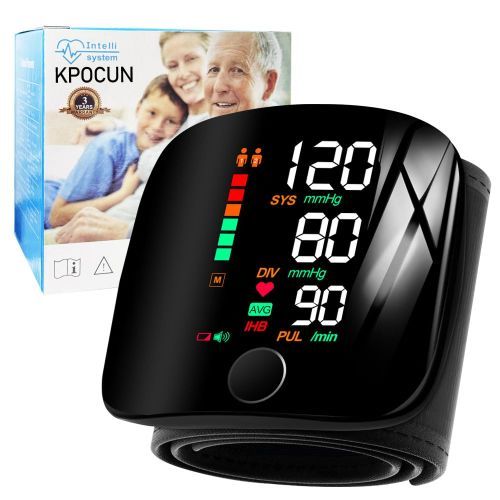 Intelli
system
KPOCUN
3
YEARS
120
SYS mmHg
80
DIV mmHg
M
AVG
90
IHB
PUL /min